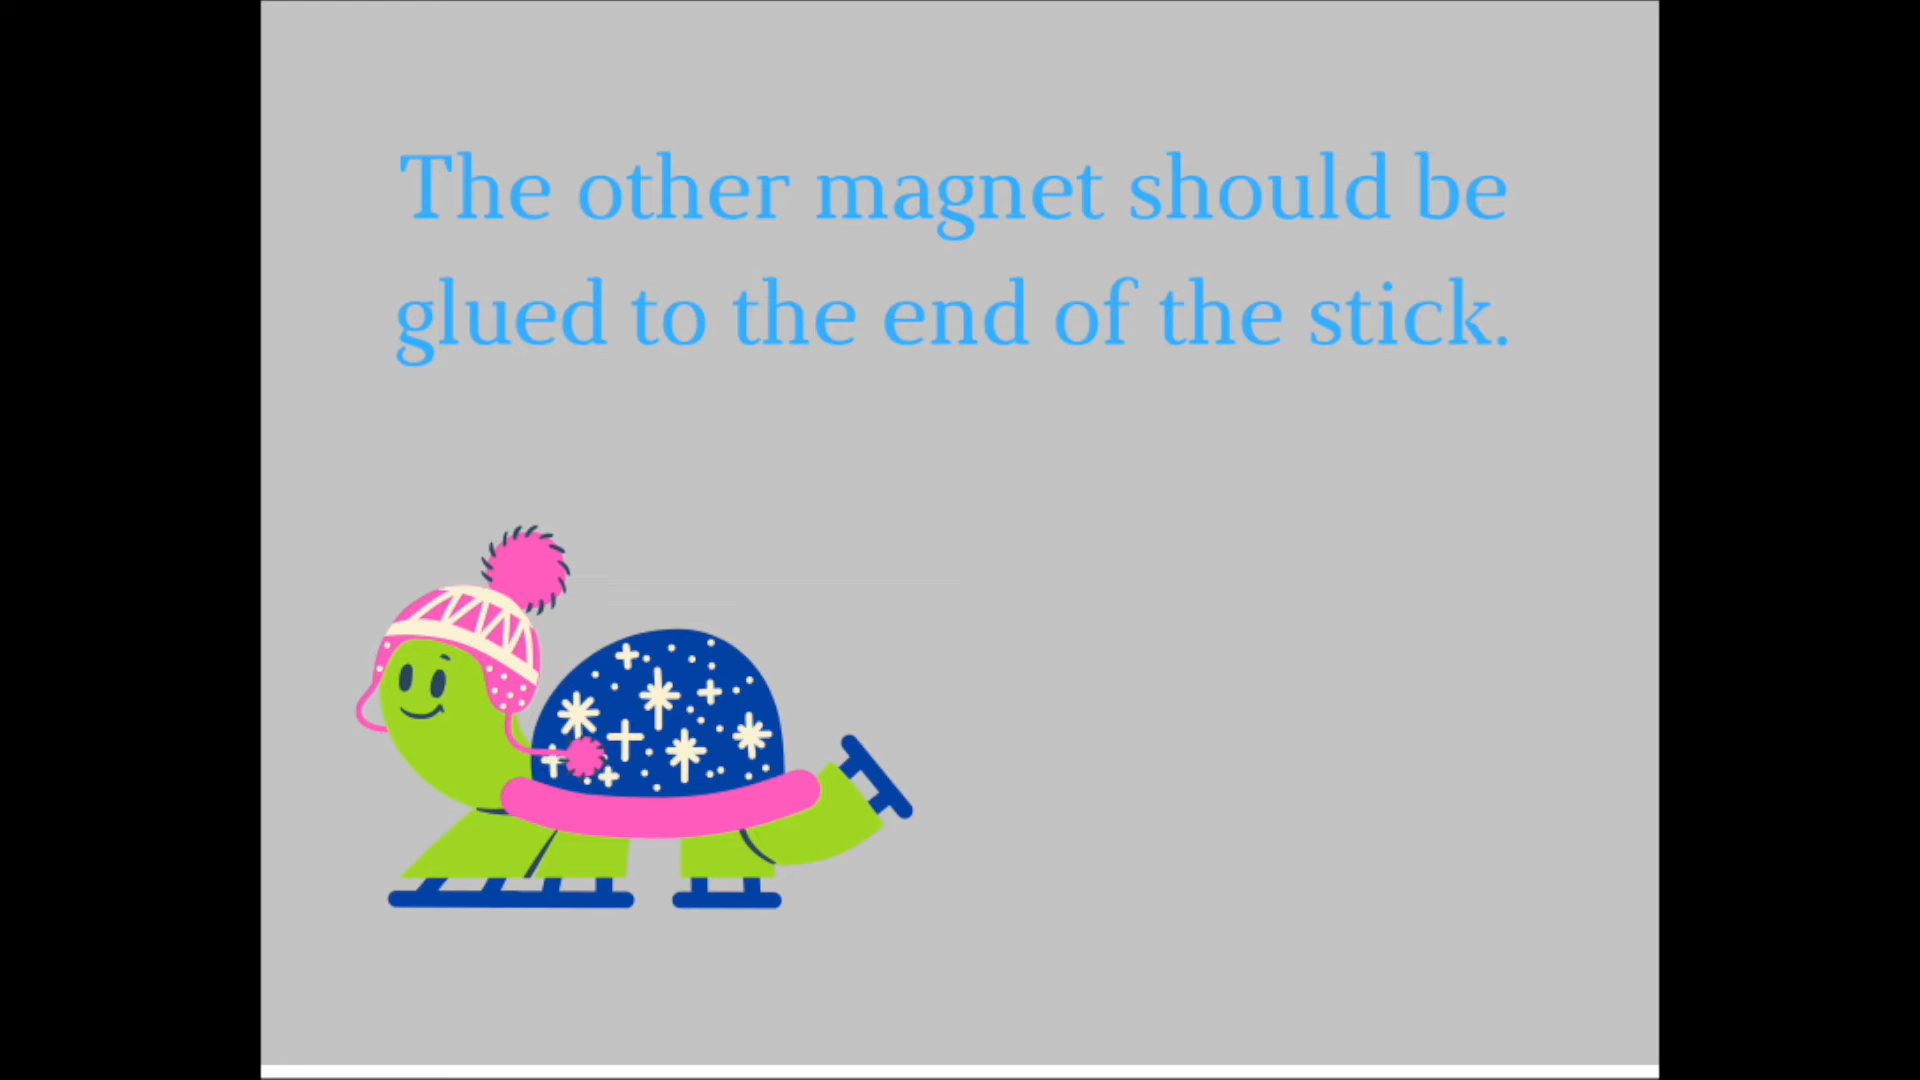 The other magnet should be
glued to the end of the stick.